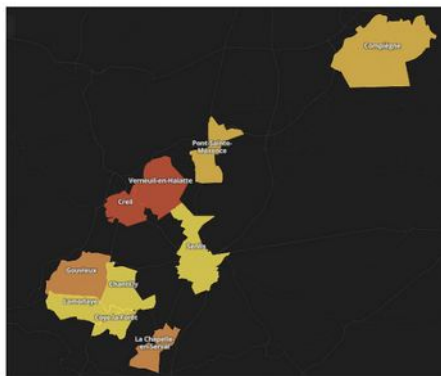 Compiègne
Pont-Sainte-
Maxence
Verneuil-en-Halatte
Creil
Senlis
Gouvieux
Chantilly
Lamorlaye
Coye-la-Forêt
La Chapelle-
en-Serval